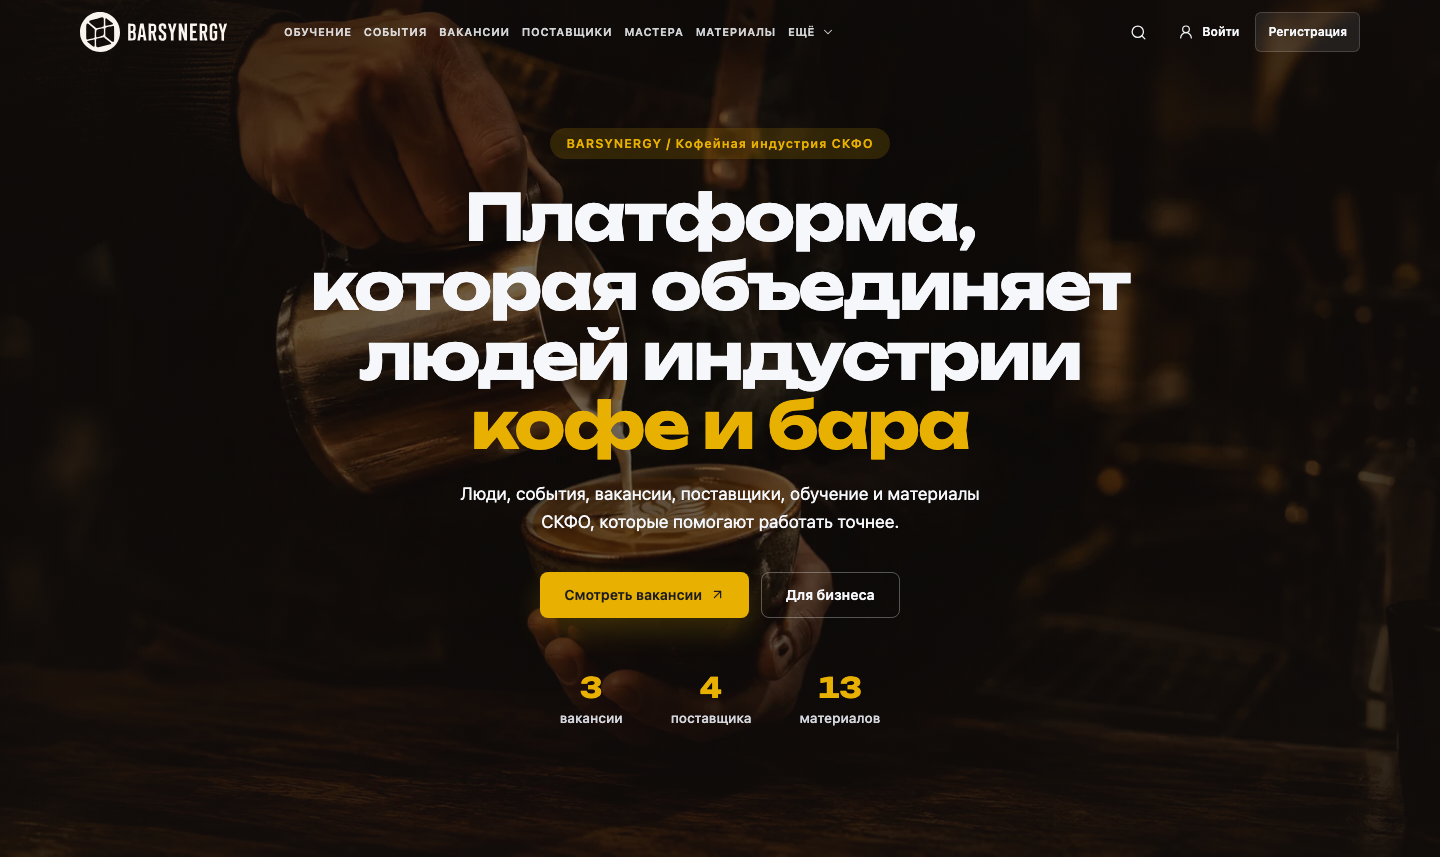 BARSYNERGY
ОБУЧЕНИЕ СОБЫТИЯ ВАКАНСИИ ПОСТАВЩИКИ МАСТЕРА МАТЕРИАЛЫ ЕЩЁ
Войти
Регистрация
BARSYNERGY / Кофейная индустрия СКФО
Платформа,
которая объединяет
людей индустрии
кофе и бара
Люди, события, вакансии, поставщики, обучение и материалы
СКФО, которые помогают работать точнее.
Смотреть вакансии
Для бизнеса
3
вакансии
4
поставщика
13
материалов